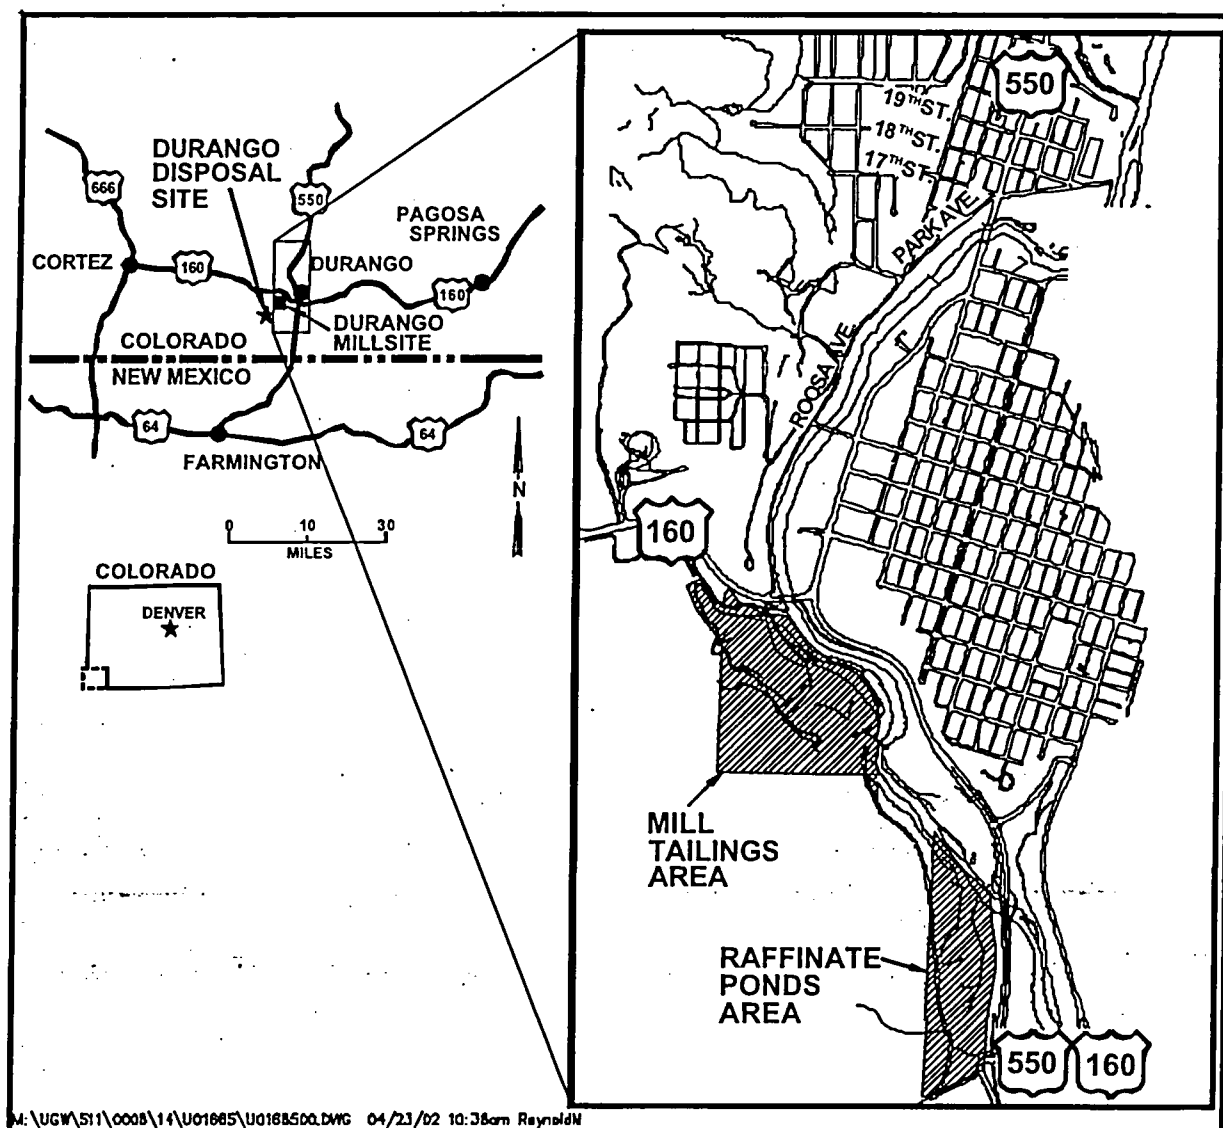 DURANGO
DISPOSAL
SITE
666
550
PAGOSA
SPRINGS
CORTEZ
160
DURANGO
160
DURANGO
MILLSITE
COLORADO
NEW MEXICO
64
64
FARMINGTON
N
0 10 30
MILES
COLORADO
DENVER
550
19TH ST.
18TH ST.
17TH ST.
PARK AVE.
ROOSA AVE.
160
MILL
TAILINGS
AREA
RAFFINATE
PONDS
AREA
550
160
M:\UGW\511\0008\14\U01665\U0166500.DWG 04/23/02 10:38am ReynoldN